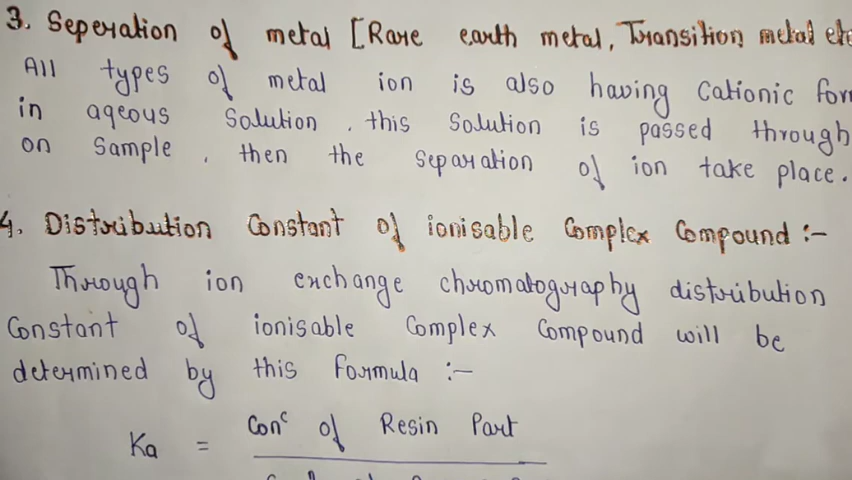 3. Seperation of metal [Rare earth metal, Transition metal etc
All types of metal ion is also having Cationic for
in aqeous Solution, this Solution is passed through
on Sample, then the Separation of ion take place.
4. Distribution Constant of ionisable Complex Compound :-
Through ion exchange chromatography distribution
Constant of ionisable Complex Compound will be
determined by this Formula :-
Ka = Conc of Resin Part